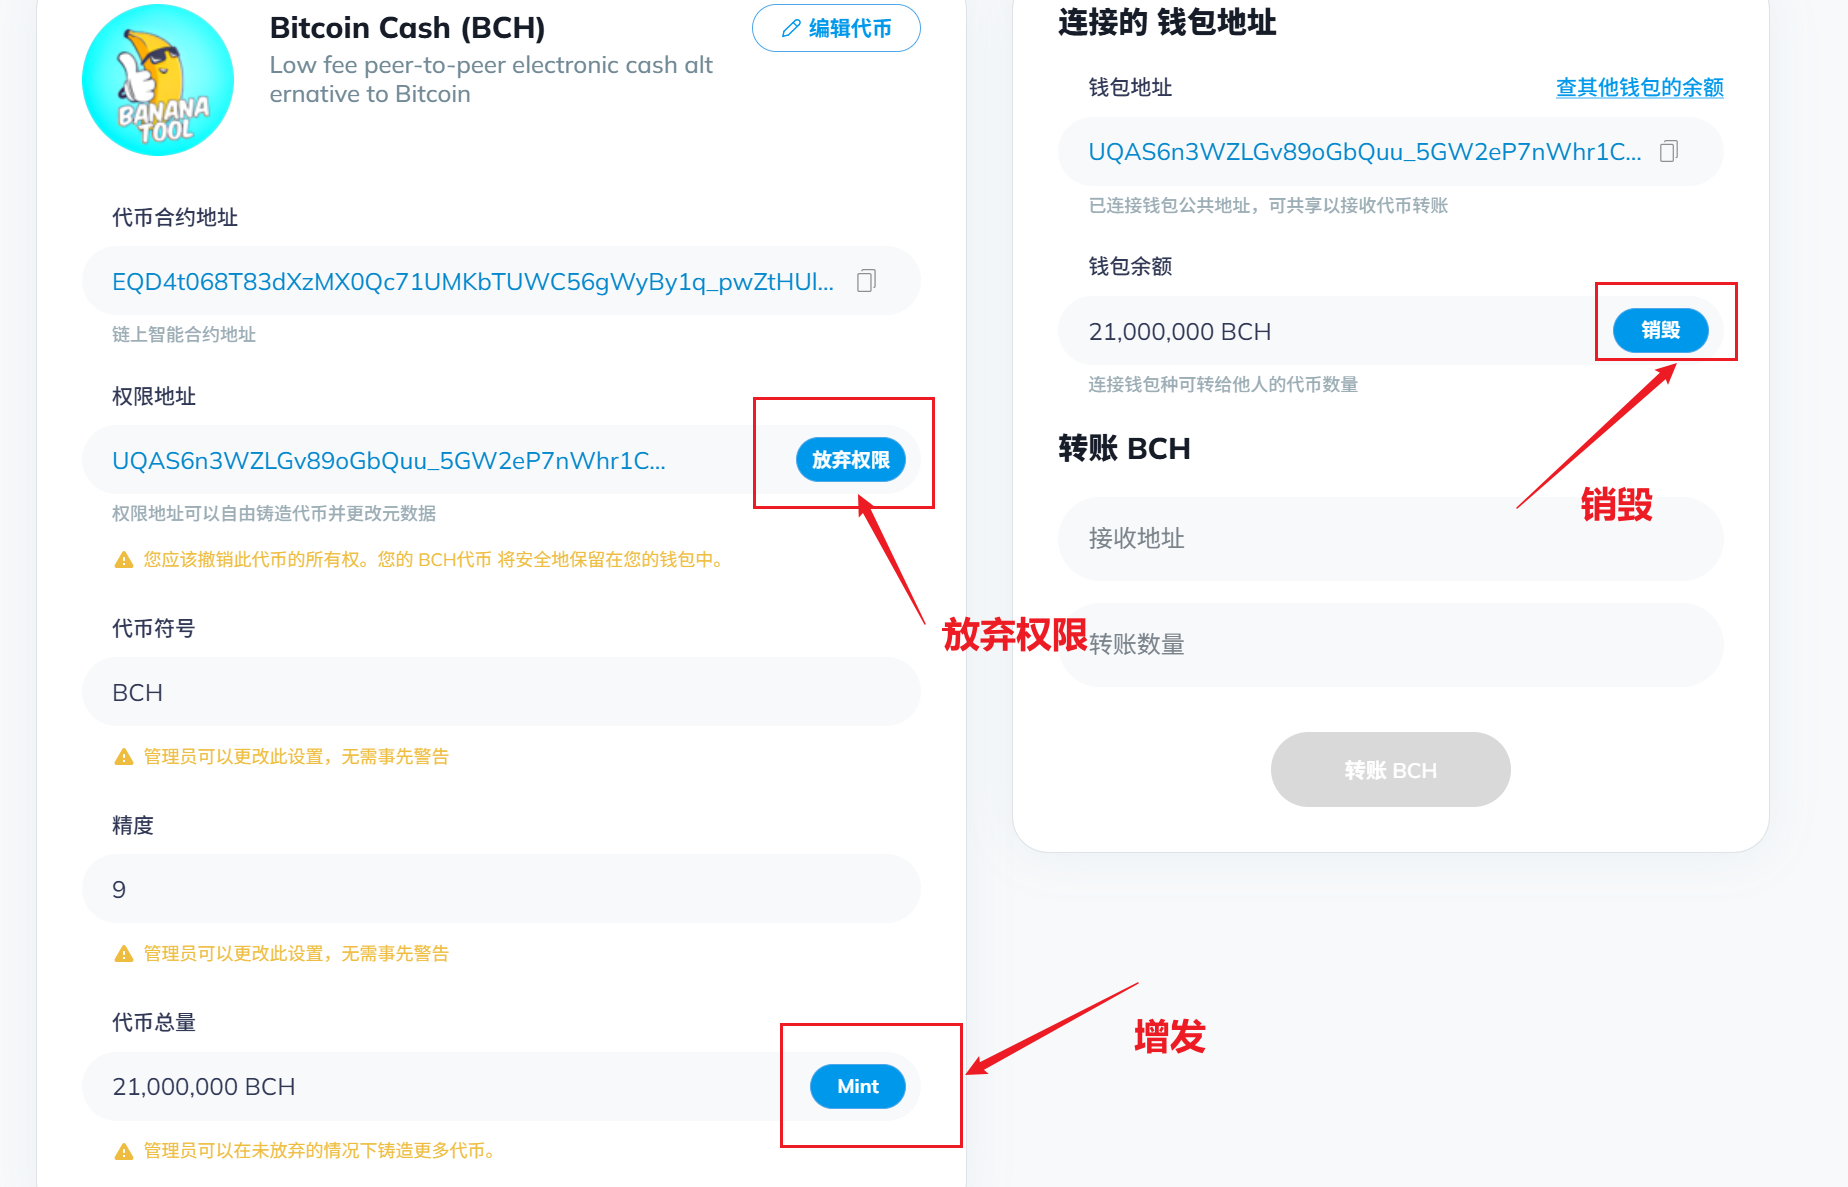 BANANA
TOOL
Bitcoin Cash (BCH)
编辑代币
Low fee peer-to-peer electronic cash alt
ernative to Bitcoin
代币合约地址
EQD4t068T83dXzMX0Qc71UMKbTUWC56gWyBy1q_pwZtHUl...
链上智能合约地址
权限地址
UQAS6n3WZLGv89oGbQuu_5GW2eP7nWhr1C...
放弃权限
权限地址可以自由铸造代币并更改元数据
您应该撤销此代币的所有权。您的 BCH代币 将安全地保留在您的钱包中。
放弃权限
代币符号
BCH
管理员可以更改此设置，无需事先警告
精度
9
管理员可以更改此设置，无需事先警告
代币总量
21,000,000 BCH
Mint
增发
管理员可以在未放弃的情况下铸造更多代币。
连接的 钱包地址
钱包地址
查其他钱包的余额
UQAS6n3WZLGv89oGbQuu_5GW2eP7nWhr1C...
已连接钱包公共地址，可共享以接收代币转账
钱包余额
21,000,000 BCH
销毁
连接钱包种可转给他人的代币数量
转账 BCH
销毁
接收地址
转账数量
转账 BCH